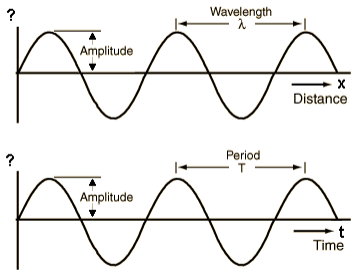 ?
Wavelength
λ
Amplitude
x
Distance
?
Period
T
Amplitude
t
Time